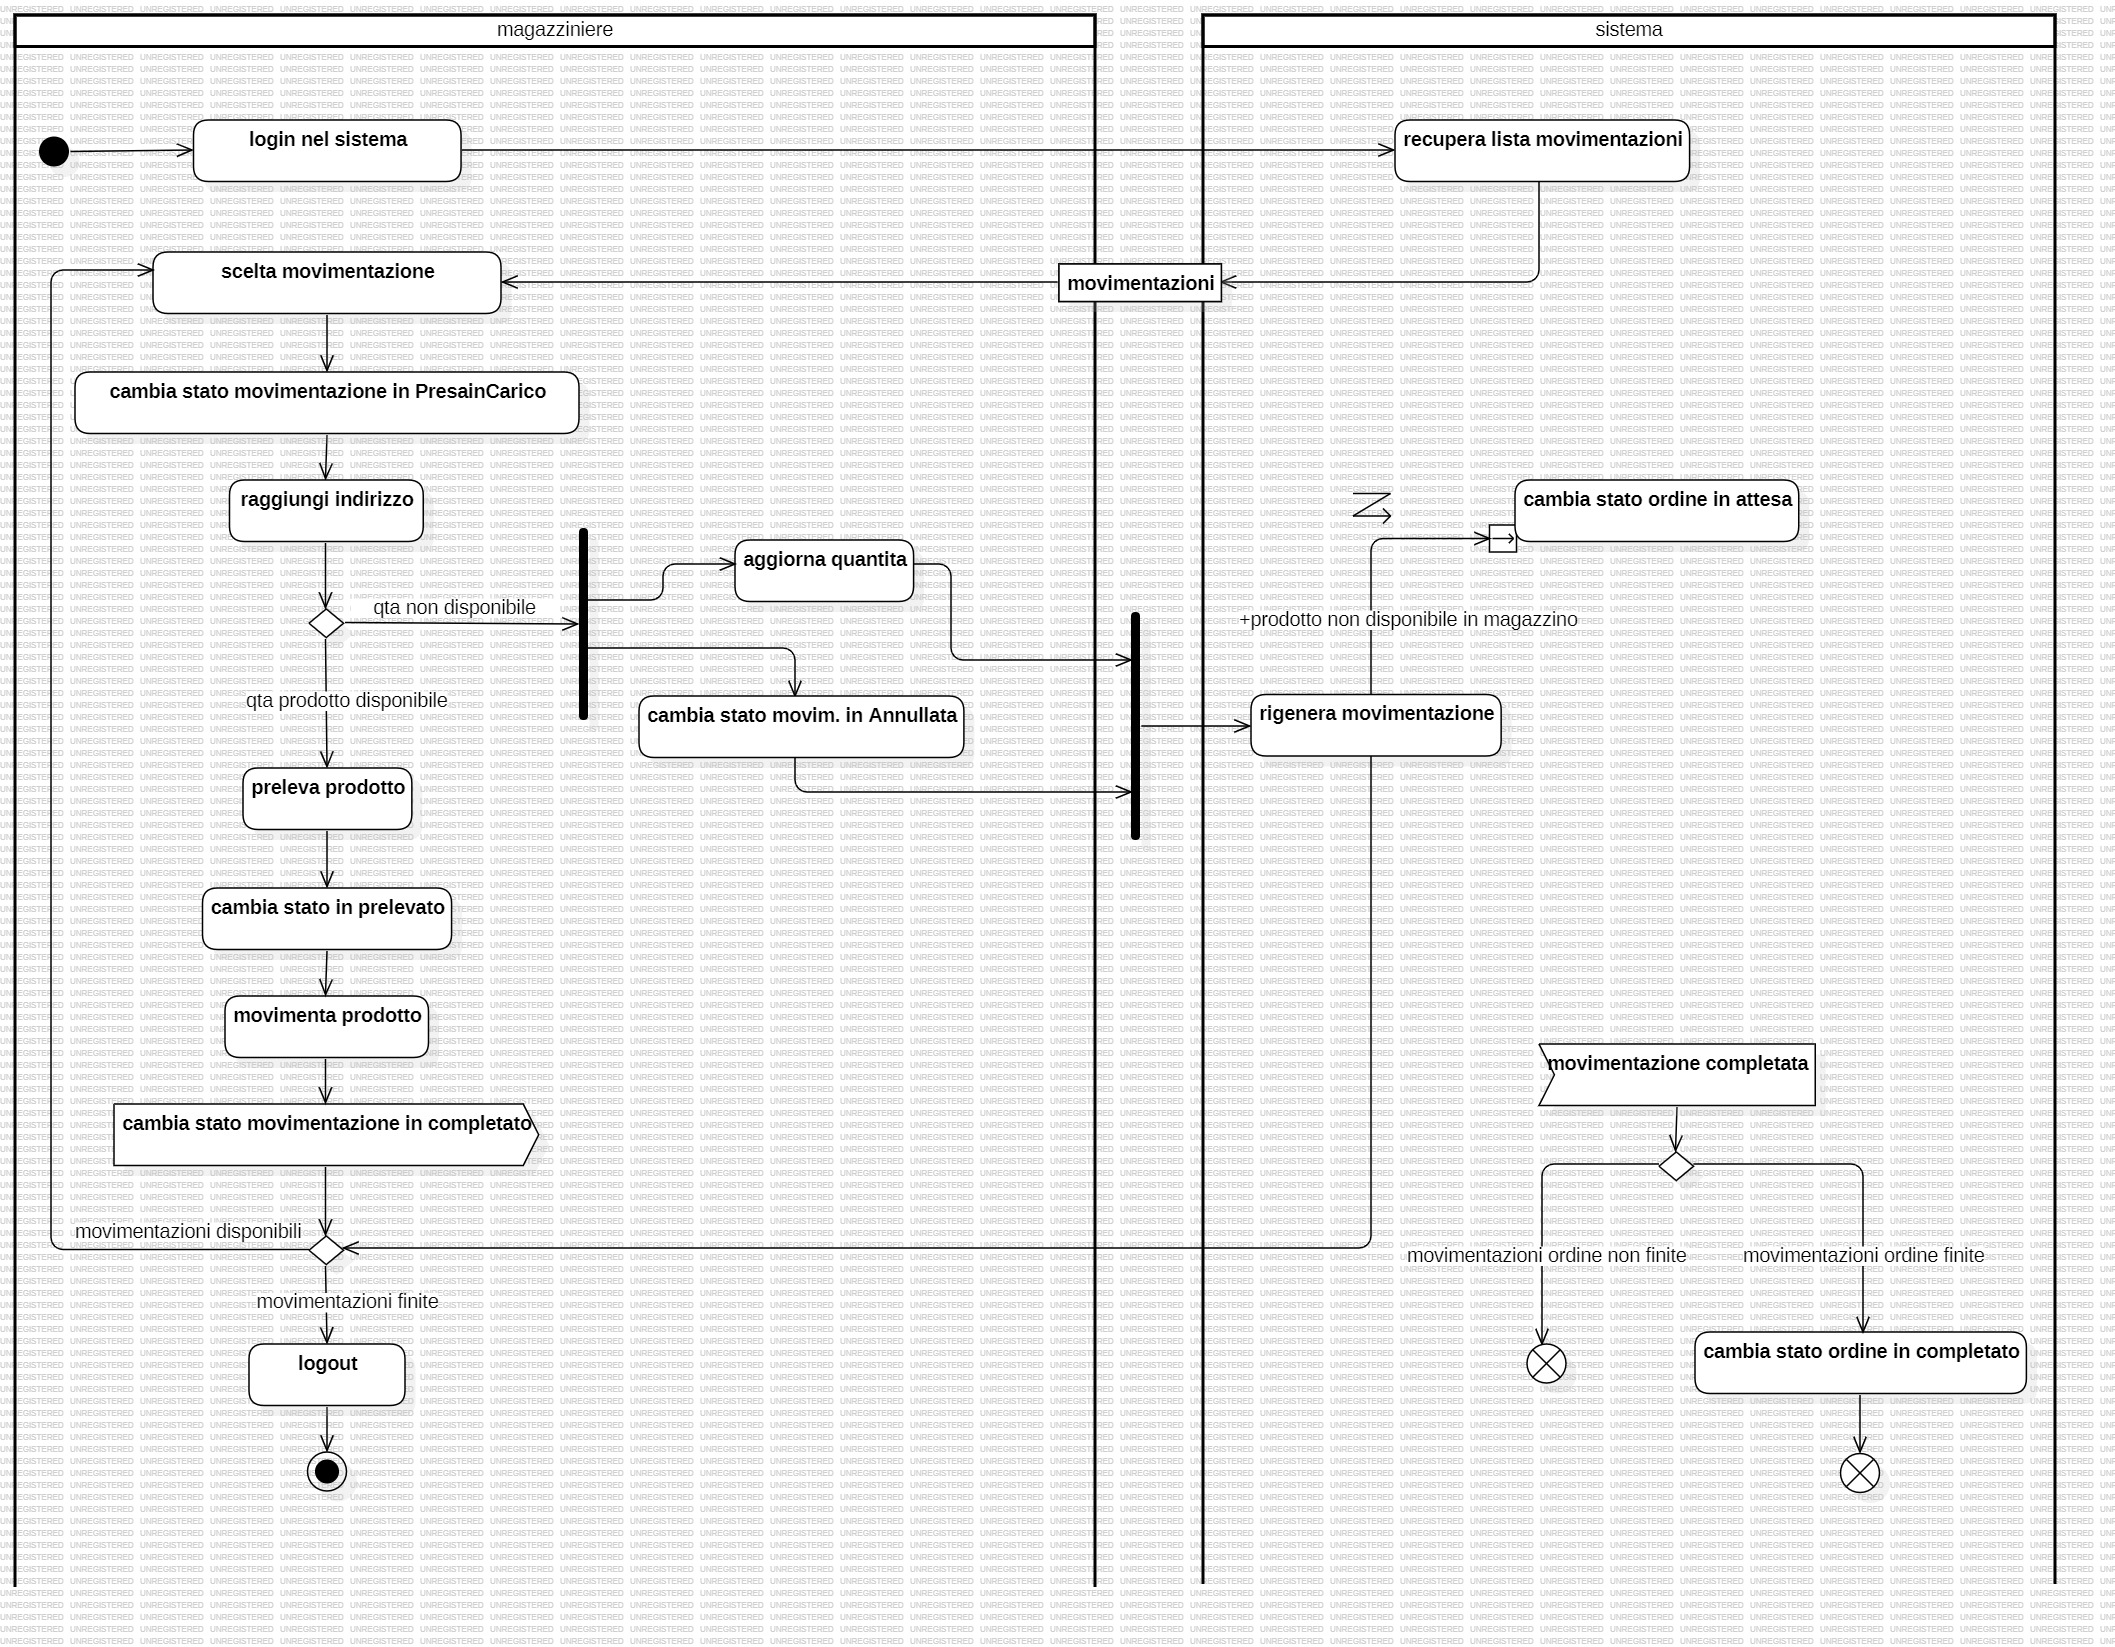 magazziniere
sistema
login nel sistema
recupera lista movimentazioni
scelta movimentazione
movimentazioni
cambia stato movimentazione in PresainCarico
raggiungi indirizzo
cambia stato ordine in attesa
aggiorna quantita
qta non disponibile
+prodotto non disponibile in magazzino
qta prodotto disponibile
cambia stato movim. in Annullata
rigenera movimentazione
preleva prodotto
cambia stato in prelevato
movimenta prodotto
movimentazione completata
cambia stato movimentazione in completato
movimentazioni disponibili
movimentazioni ordine non finite
movimentazioni ordine finite
movimentazioni finite
logout
cambia stato ordine in completato
UNREGISTERED